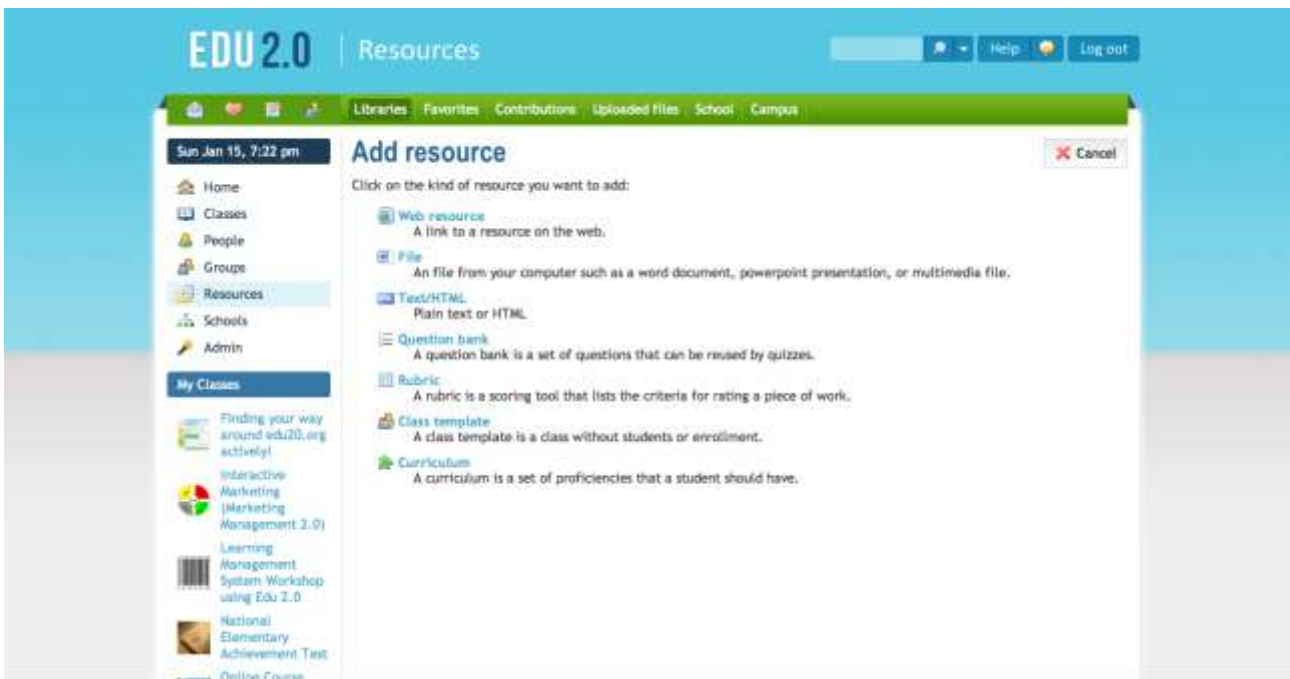 EDU 2.0 Resources
Help Log out
Libraries Favorites Contributions Uploaded files School Campus
Sun Jan 15, 7:22 pm
Home
Classes
People
Groups
Resources
Schools
Admin
My Classes
Finding your way
around edu20.org
actively!
Interactive
Marketing
(Marketing
Management 2.0)
Learning
Management
System Workshop
using Edu 2.0
National
Elementary
Achievement Test
Online Course
Add resource
Cancel
Click on the kind of resource you want to add:
Web resource
A link to a resource on the web.
File
An file from your computer such as a word document, powerpoint presentation, or multimedia file.
Text/HTML
Plain text or HTML
Question bank
A question bank is a set of questions that can be reused by quizzes.
Rubric
A rubric is a scoring tool that lists the criteria for rating a piece of work.
Class template
A class template is a class without students or enrollment.
Curriculum
A curriculum is a set of proficiencies that a student should have.